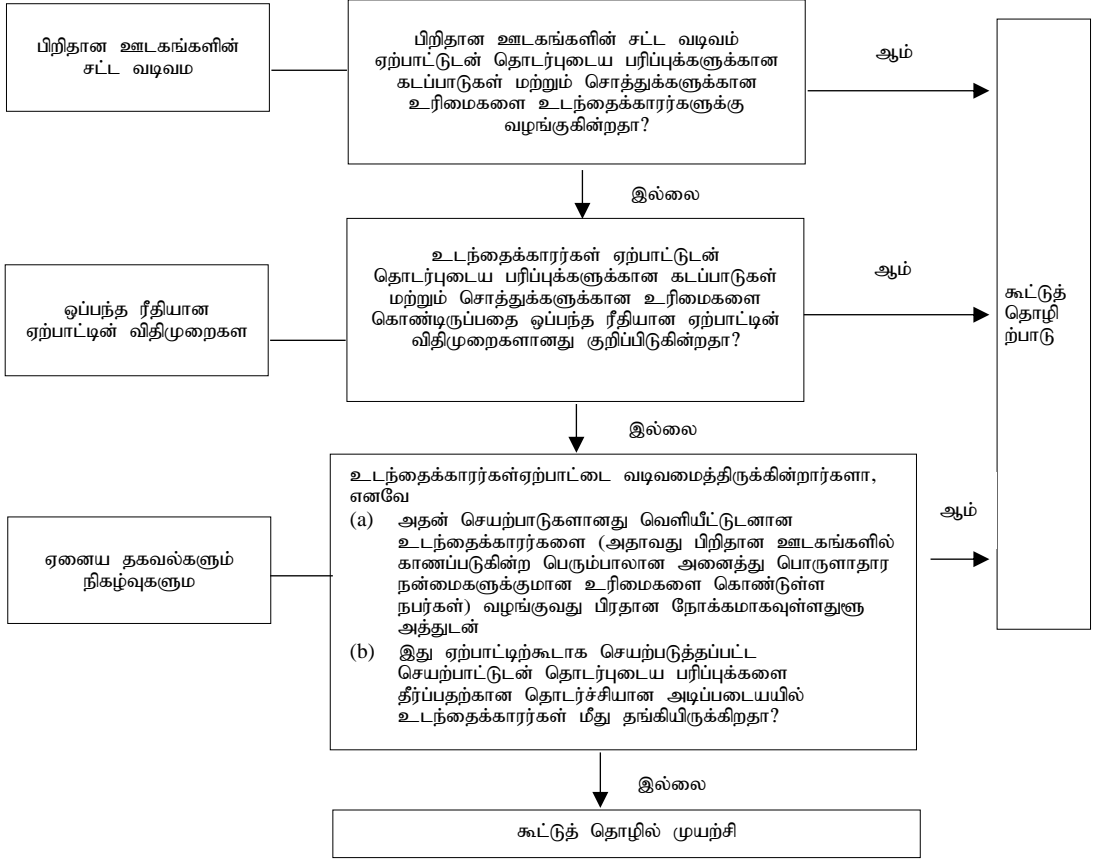 பிறிதான ஊடகங்களின்
சட்ட வடிவம
பிறிதான ஊடகங்களின் சட்ட வடிவம்
ஏற்பாட்டுடன் தொடர்புடைய பரிப்புக்களுக்கான
கடப்பாடுகள் மற்றும் சொத்துக்களுக்கான
உரிமைகளை உடந்தைக்காரர்களுக்கு
வழங்குகின்றதா?
ஆம்
இல்லை
ஒப்பந்த ரீதியான
ஏற்பாட்டின் விதிமுறைகள
உடந்தைக்காரர்கள் ஏற்பாட்டுடன்
தொடர்புடைய பரிப்புக்களுக்கான கடப்பாடுகள்
மற்றும் சொத்துக்களுக்கான உரிமைகளை
கொண்டிருப்பதை ஒப்பந்த ரீதியான ஏற்பாட்டின்
விதிமுறைகளானது குறிப்பிடுகின்றதா?
ஆம்
கூட்டுத்
தொழி
ற்பாடு
இல்லை
ஏனைய தகவல்களும்
நிகழ்வுகளும
உடந்தைக்காரர்கள்ஏற்பாட்டை வடிவமைத்திருக்கின்றார்களா,
எனவே
(a) அதன் செயற்பாடுகளானது வெளியீட்டுடனான
உடந்தைக்காரர்களை (அதாவது பிறிதான ஊடகங்களில்
காணப்படுகின்ற பெரும்பாலான அனைத்து பொருளாதார
நன்மைகளுக்குமான உரிமைகளை கொண்டுள்ள
நபர்கள்) வழங்குவது பிரதான நோக்கமாகவுள்ளதுளூ
அத்துடன்
(b) இது ஏற்பாட்டிற்கூடாக செயற்படுத்தப்பட்ட
செயற்பாட்டுடன் தொடர்புடைய பரிப்புக்களை
தீர்ப்பதற்கான தொடர்ச்சியான அடிப்படையயில்
உடந்தைக்காரர்கள் மீது தங்கியிருக்கிறதா?
ஆம்
இல்லை
கூட்டுத் தொழில் முயற்சி